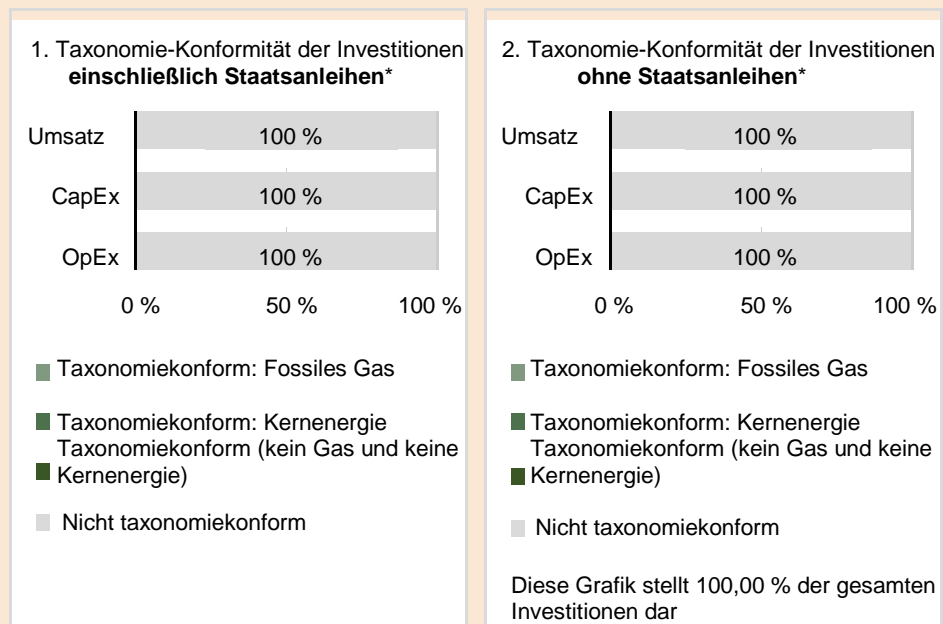 1. Taxonomie-Konformität der Investitionen
einschließlich Staatsanleihen*
Umsatz
100 %
CapEx
100 %
OpEx
100 %
0 %
50 %
100 %
Taxonomiekonform: Fossiles Gas
Taxonomiekonform: Kernenergie
Taxonomiekonform (kein Gas und keine
Kernenergie)
Nicht taxonomiekonform
2. Taxonomie-Konformität der Investitionen
ohne Staatsanleihen*
Umsatz
100 %
CapEx
100 %
OpEx
100 %
0 %
50 %
100 %
Taxonomiekonform: Fossiles Gas
Taxonomiekonform: Kernenergie
Taxonomiekonform (kein Gas und keine
Kernenergie)
Nicht taxonomiekonform
Diese Grafik stellt 100,00 % der gesamten
Investitionen dar